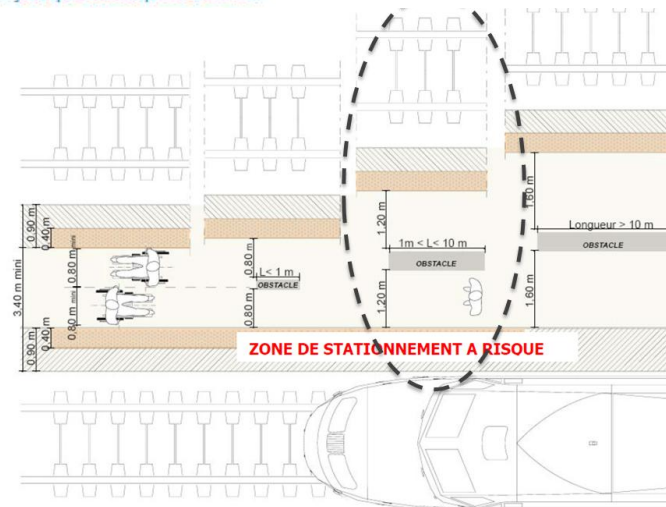 1.60 m
1.20 m
Longueur > 10 m
OBSTACLE
1m < L< 10 m
OBSTACLE
0.90 m
0.40 m
0.80 m mini
0.80 m mini
3.40 m mini
0.80 m
L< 1 m
OBSTACLE
0.80 m
1.20 m
1.60 m
0.40 m
0.90 m
ZONE DE STATIONNEMENT A RISQUE